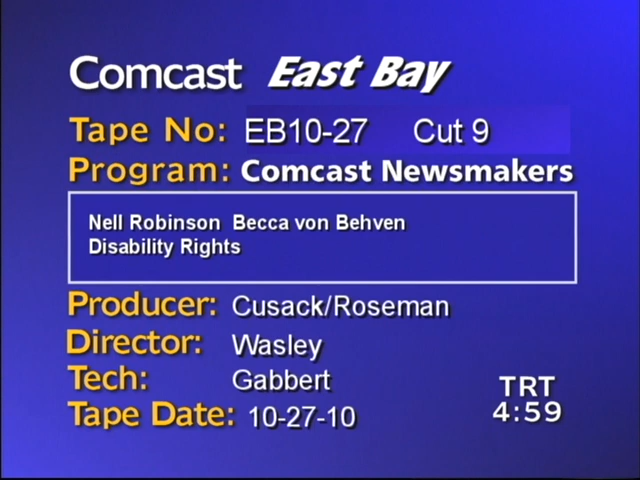 Comcast East Bay
Tape No: EB10-27 Cut 9
Program: Comcast Newsmakers
Nell Robinson Becca von Behven
Disability Rights
Producer: Cusack/Roseman
Director: Wasley
Tech: Gabbert
Tape Date: 10-27-10
TRT
4:59